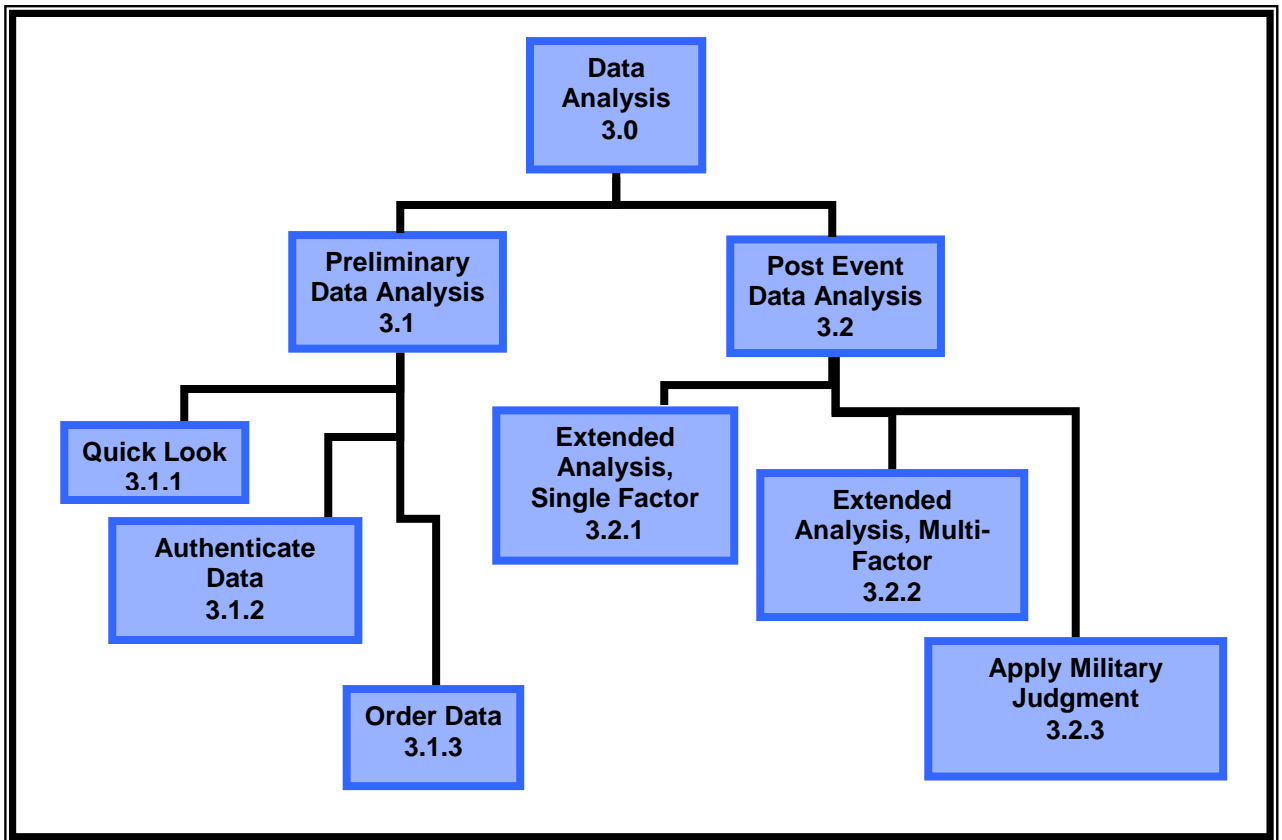 Data
Analysis
3.0
Preliminary
Data Analysis
3.1
Post Event
Data Analysis
3.2
Quick Look
3.1.1
Authenticate
Data
3.1.2
Order Data
3.1.3
Extended
Analysis,
Single Factor
3.2.1
Extended
Analysis, Multi-
Factor
3.2.2
Apply Military
Judgment
3.2.3